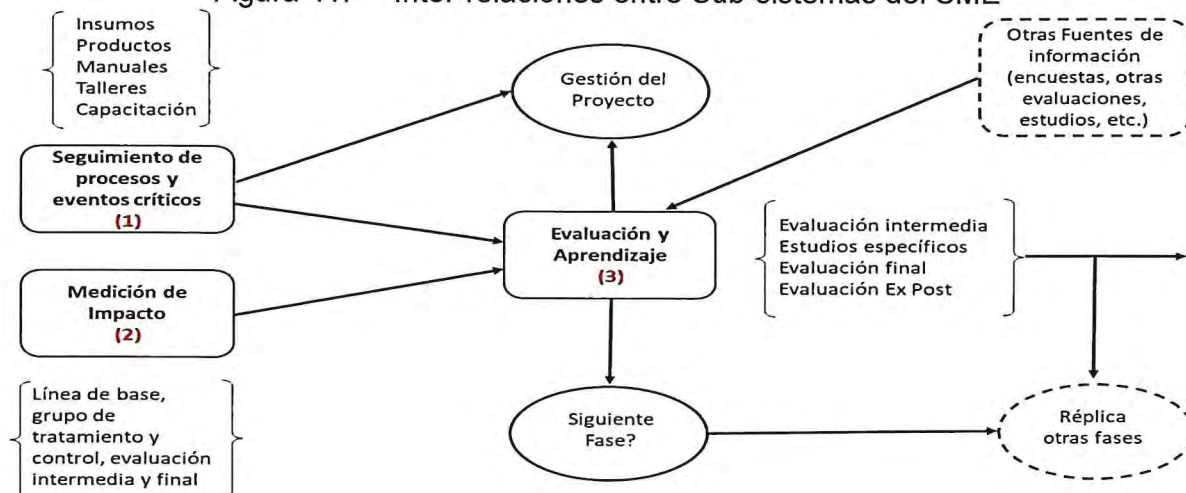 Inter-relaciones entre Sub-sistemas del SME
Insumos
Productos
Manuales
Talleres
Capacitación
Gestión del
Proyecto
Otras Fuentes de
información
(encuestas, otras
evaluaciones,
estudios, etc.)
Seguimiento de
procesos y
eventos críticos
(1)
Evaluación y
Aprendizaje
(3)
Evaluación intermedia
Estudios específicos
Evaluación final
Evaluación Ex Post
Medición de
Impacto
(2)
Línea de base,
grupo de
tratamiento y
control, evaluación
intermedia y final
Siguiente
Fase?
Réplica
otras fases